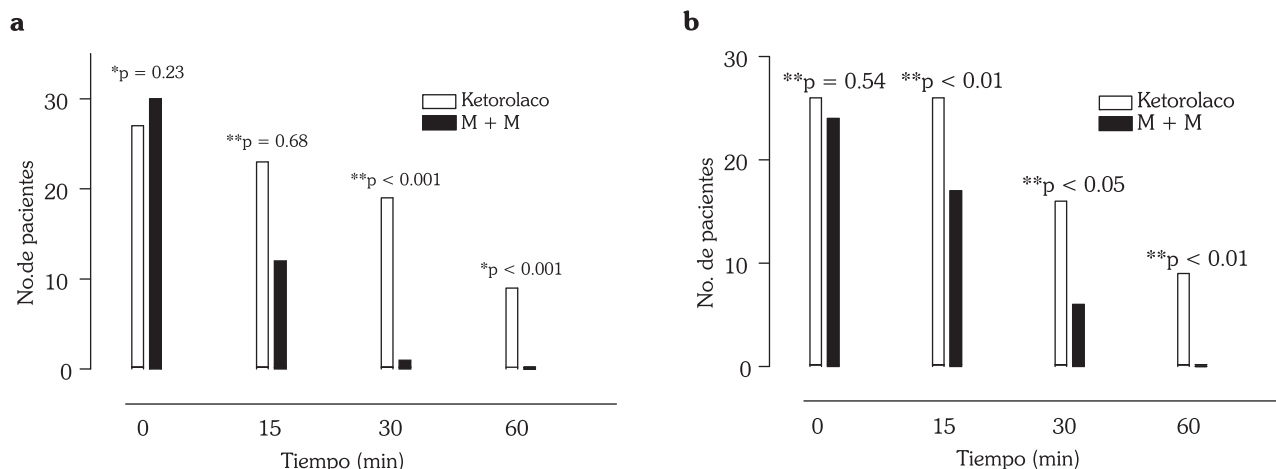 a
*p = 0.23
Ketorolaco
M + M
**p = 0.68
**p < 0.001
*p < 0.001
No.de pacientes
30
20
10
0
0 15 30 60
Tiempo (min)
b
**p = 0.54 **p < 0.01
Ketorolaco
M + M
**p < 0.05
**p < 0.01
No. de pacientes
30
20
10
0
0 15 30 60
Tiempo (min)